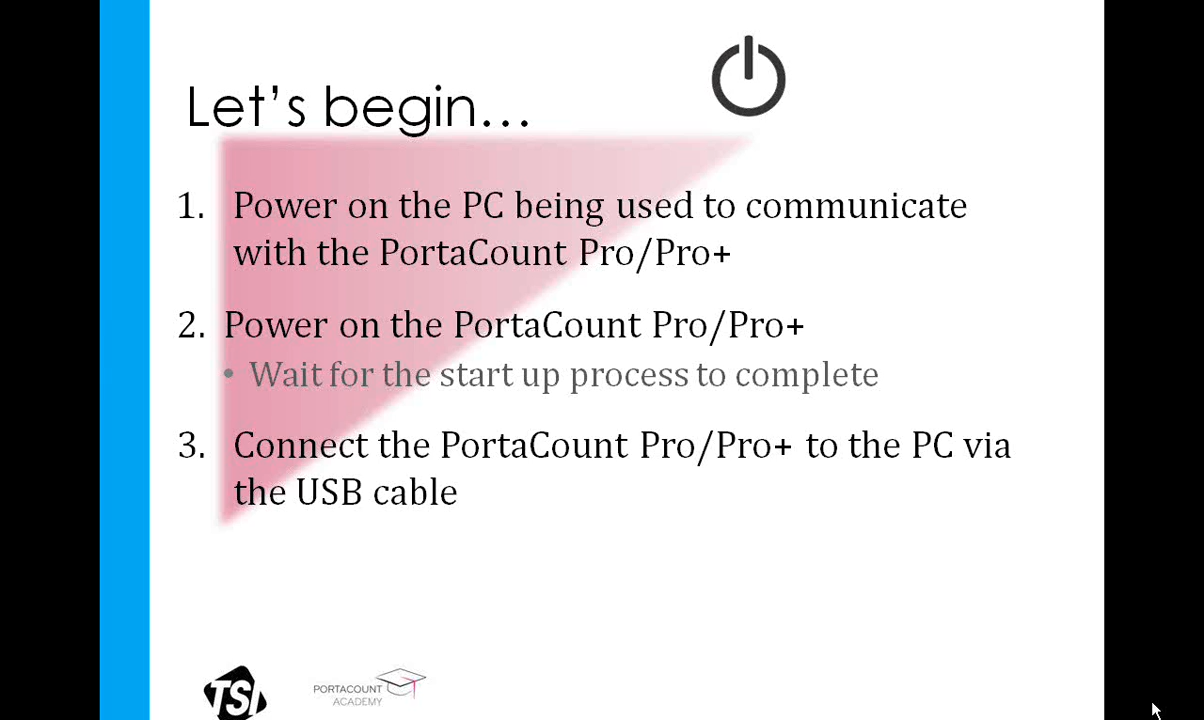 Let's begin...
1. Power on the PC being used to communicate
with the PortaCount Pro/Pro+
2. Power on the PortaCount Pro/Pro+
• Wait for the start up process to complete
3. Connect the PortaCount Pro/Pro+ to the PC via
the USB cable
TSI
PORTACOUNT
ACADEMY